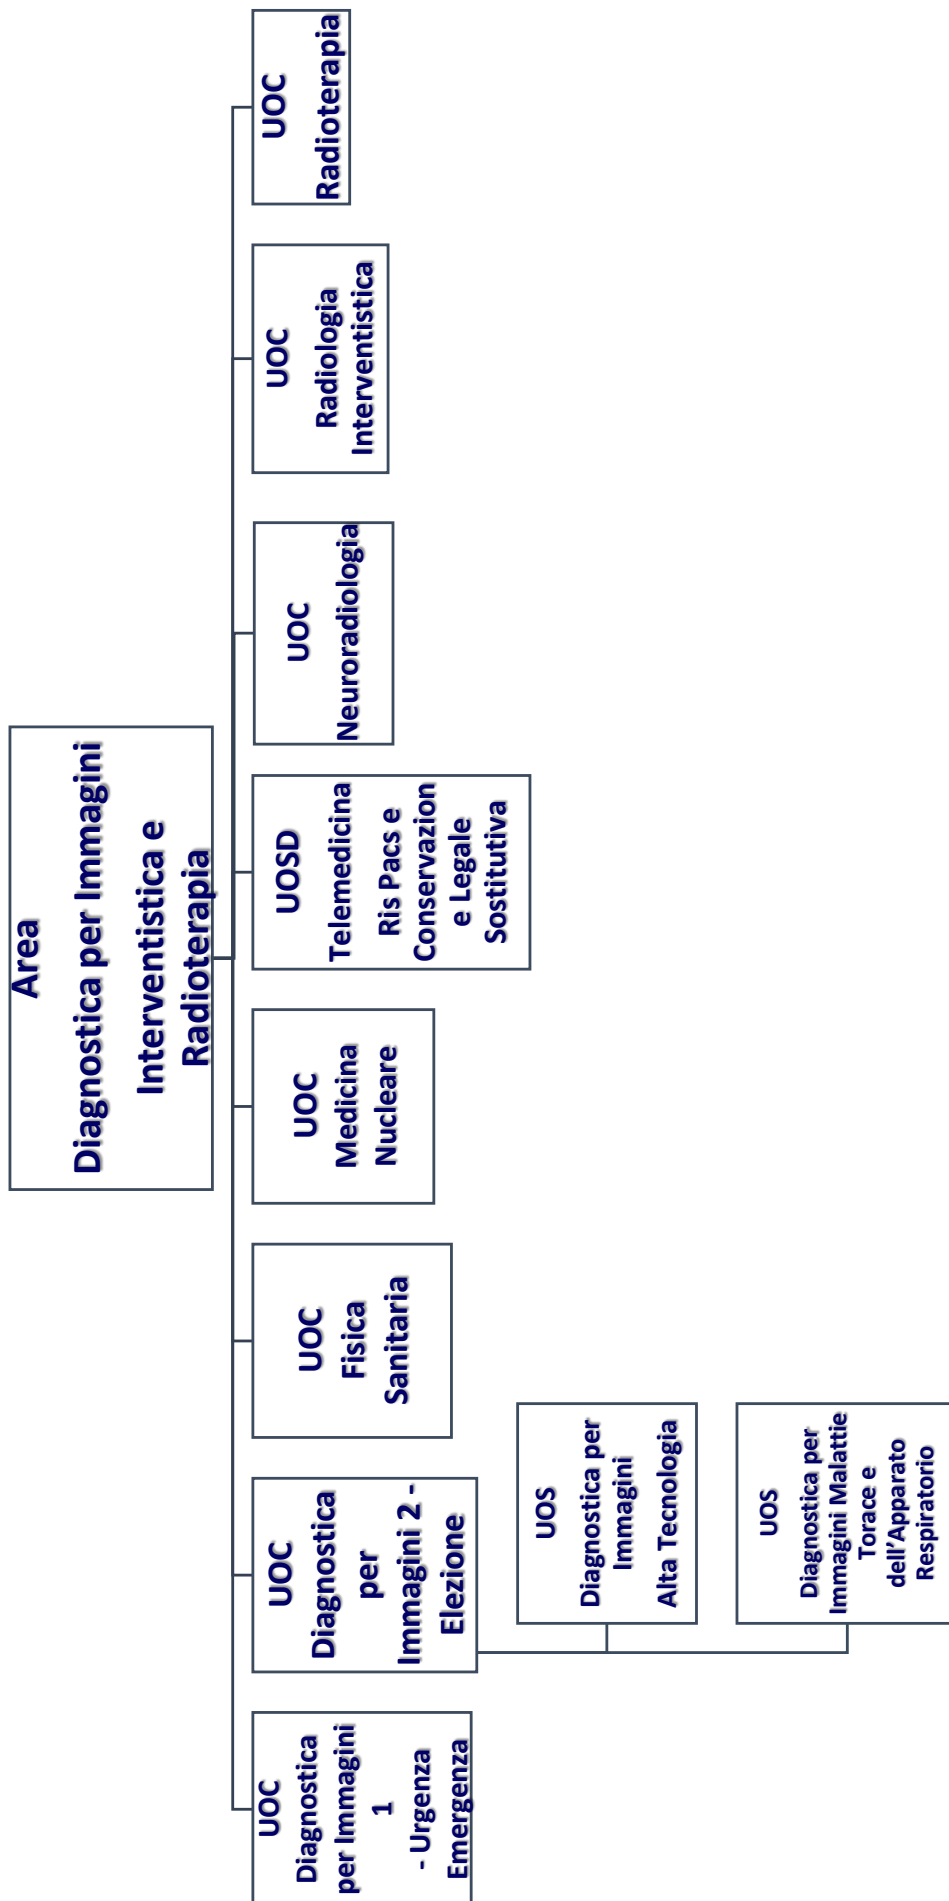 Area
Diagnostica per Immagini
Interventistica e
Radioterapia
UOC
Diagnostica
per Immagini
1
- Urgenza
Emergenza
UOC
Diagnostica
per
Immagini 2 -
Elezione
UOS
Diagnostica per
Immagini
Alta Tecnologia
UOS
Diagnostica per
Immagini Malattie
Torace e
dell’Apparato
Respiratorio
UOC
Fisica
Sanitaria
UOC
Medicina
Nucleare
UOSD
Telemedicina
Ris Pacs e
Conservazion
e Legale
Sostitutiva
UOC
Neuroradiologia
UOC
Radiologia
Interventistica
UOC
Radioterapia